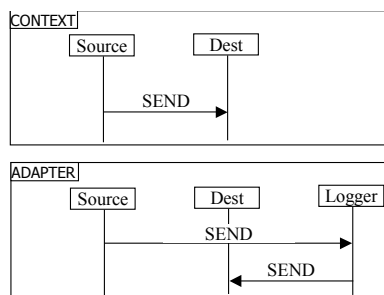 CONTEXT
Source Dest
SEND
ADAPTER
Source Dest Logger
SEND
SEND